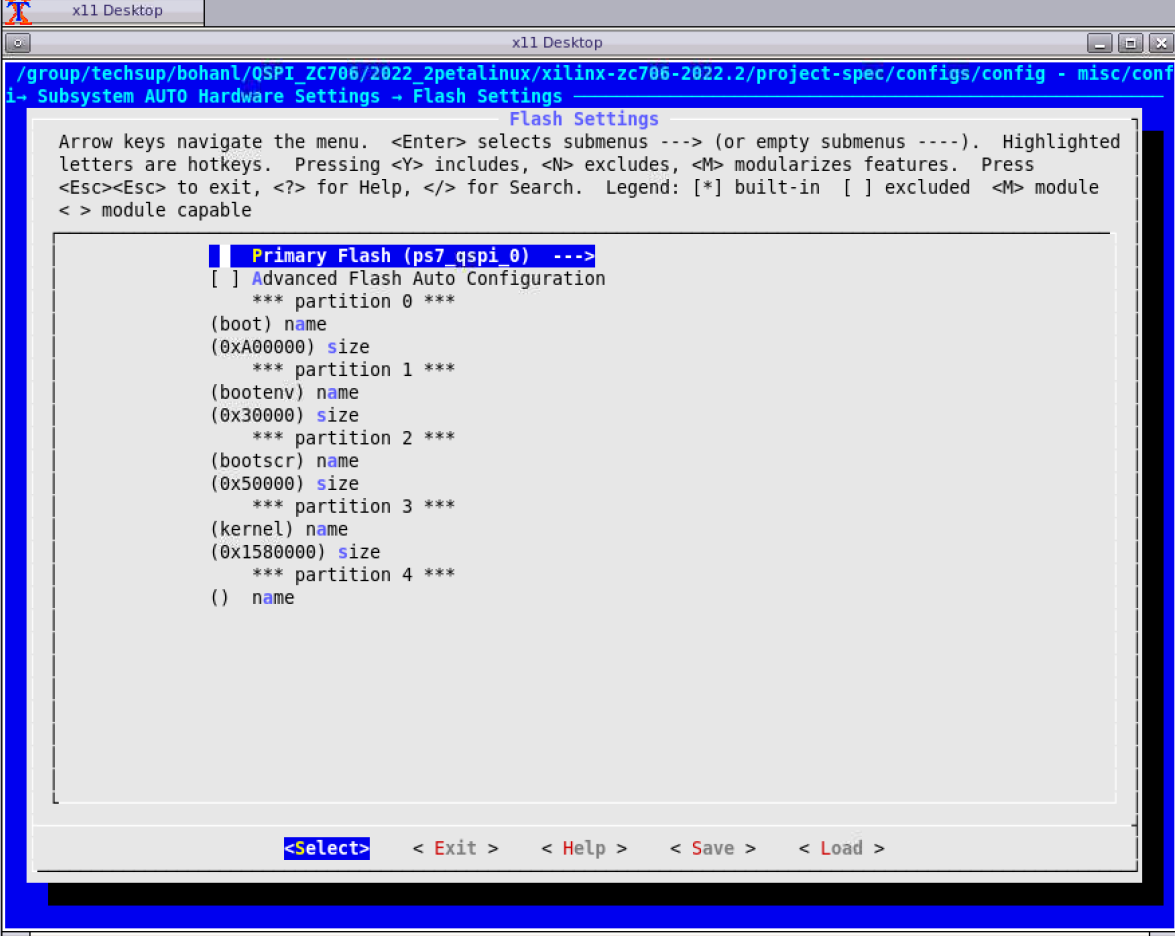 x11 Desktop
x11 Desktop
/group/techsup/bohanl/QSPI_ZC706/2022_2petalinux/xilinx-zc706-2022.2/project-spec/configs/config - misc/conf
i→ Subsystem AUTO Hardware Settings → Flash Settings
Flash Settings
Arrow keys navigate the menu.  <Enter> selects submenus ---> (or empty submenus ----).  Highlighted
letters are hotkeys.  Pressing <Y> includes, <N> excludes, <M> modularizes features.  Press
<Esc><Esc> to exit, <?> for Help, </> for Search.  Legend: [*] built-in  [ ] excluded  <M> module
< > module capable
Primary Flash (ps7_qspi_0)  --->
[ ] Advanced Flash Auto Configuration
*** partition 0 ***
(boot) name
(0xA00000) size
*** partition 1 ***
(bootenv) name
(0x30000) size
*** partition 2 ***
(bootscr) name
(0x50000) size
*** partition 3 ***
(kernel) name
(0x1580000) size
*** partition 4 ***
()  name
<Select>    < Exit >    < Help >    < Save >    < Load >